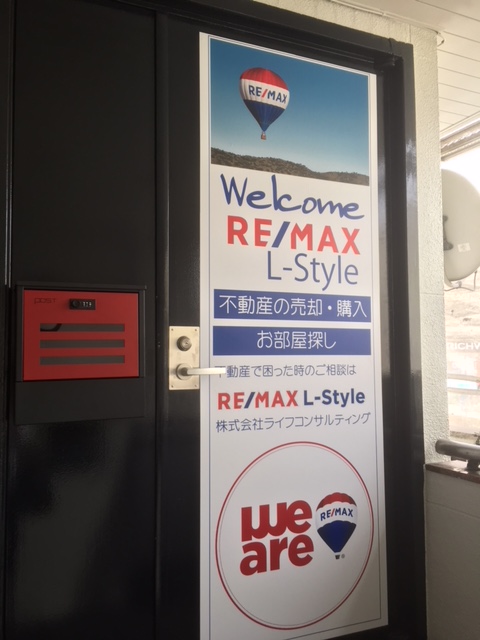 RE/MAX
Welcome
RE/MAX
L-Style
不動産の売却・購入
お部屋探し
不動産で困った時のご相談は
RE/MAX L-Style
株式会社ライフコンサルティング
we
are
RE/MAX
POST